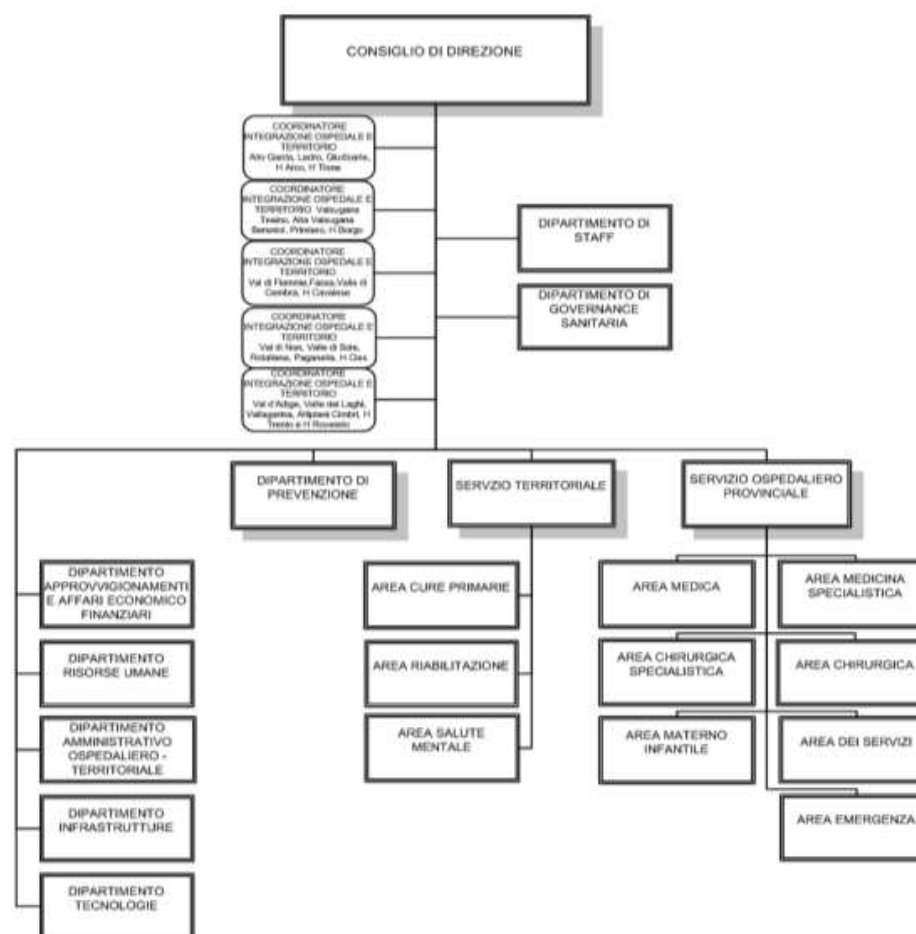 CONSIGLIO DI DIREZIONE
COORDINATORE
INTEGRAZIONE OSPEDALE E
TERRITORIO
Alto Garda, Ledro, Giudicarie,
H Arco, H Tione
COORDINATORE
INTEGRAZIONE OSPEDALE E
TERRITORIO Valsugana
Tesino, Alta Valsugana
Bersntol, Primiero, H Borgo
COORDINATORE
INTEGRAZIONE OSPEDALE E
TERRITORIO
Val di Fiemme, Fassa, Valle di
Cembra, H Cavalese
COORDINATORE
INTEGRAZIONE OSPEDALE E
TERRITORIO
Val di Non, Valle di Sole,
Rotaliana, Paganella, H Cles
COORDINATORE
INTEGRAZIONE OSPEDALE E
TERRITORIO
Val d'Adige, Valle dei Laghi,
Vallagarina, Altipiani Cimbri, H
Trento e H Rovereto
DIPARTIMENTO DI
STAFF
DIPARTIMENTO DI
GOVERNANCE
SANITARIA
DIPARTIMENTO DI
PREVENZIONE
SERVZIO TERRITORIALE
SERVIZIO OSPEDALIERO
PROVINCIALE
DIPARTIMENTO
APPROVVIGIONAMENTI
E AFFARI ECONOMICO
FINANZIARI
DIPARTIMENTO
RISORSE UMANE
DIPARTIMENTO
AMMINISTRATIVO
OSPEDALIERO -
TERRITORIALE
DIPARTIMENTO
INFRASTRUTTURE
DIPARTIMENTO
TECNOLOGIE
AREA CURE PRIMARIE
AREA RIABILITAZIONE
AREA SALUTE
MENTALE
AREA MEDICA
AREA MEDICINA
SPECIALISTICA
AREA CHIRURGICA
SPECIALISTICA
AREA CHIRURGICA
AREA MATERNO
INFANTILE
AREA DEI SERVIZI
AREA EMERGENZA